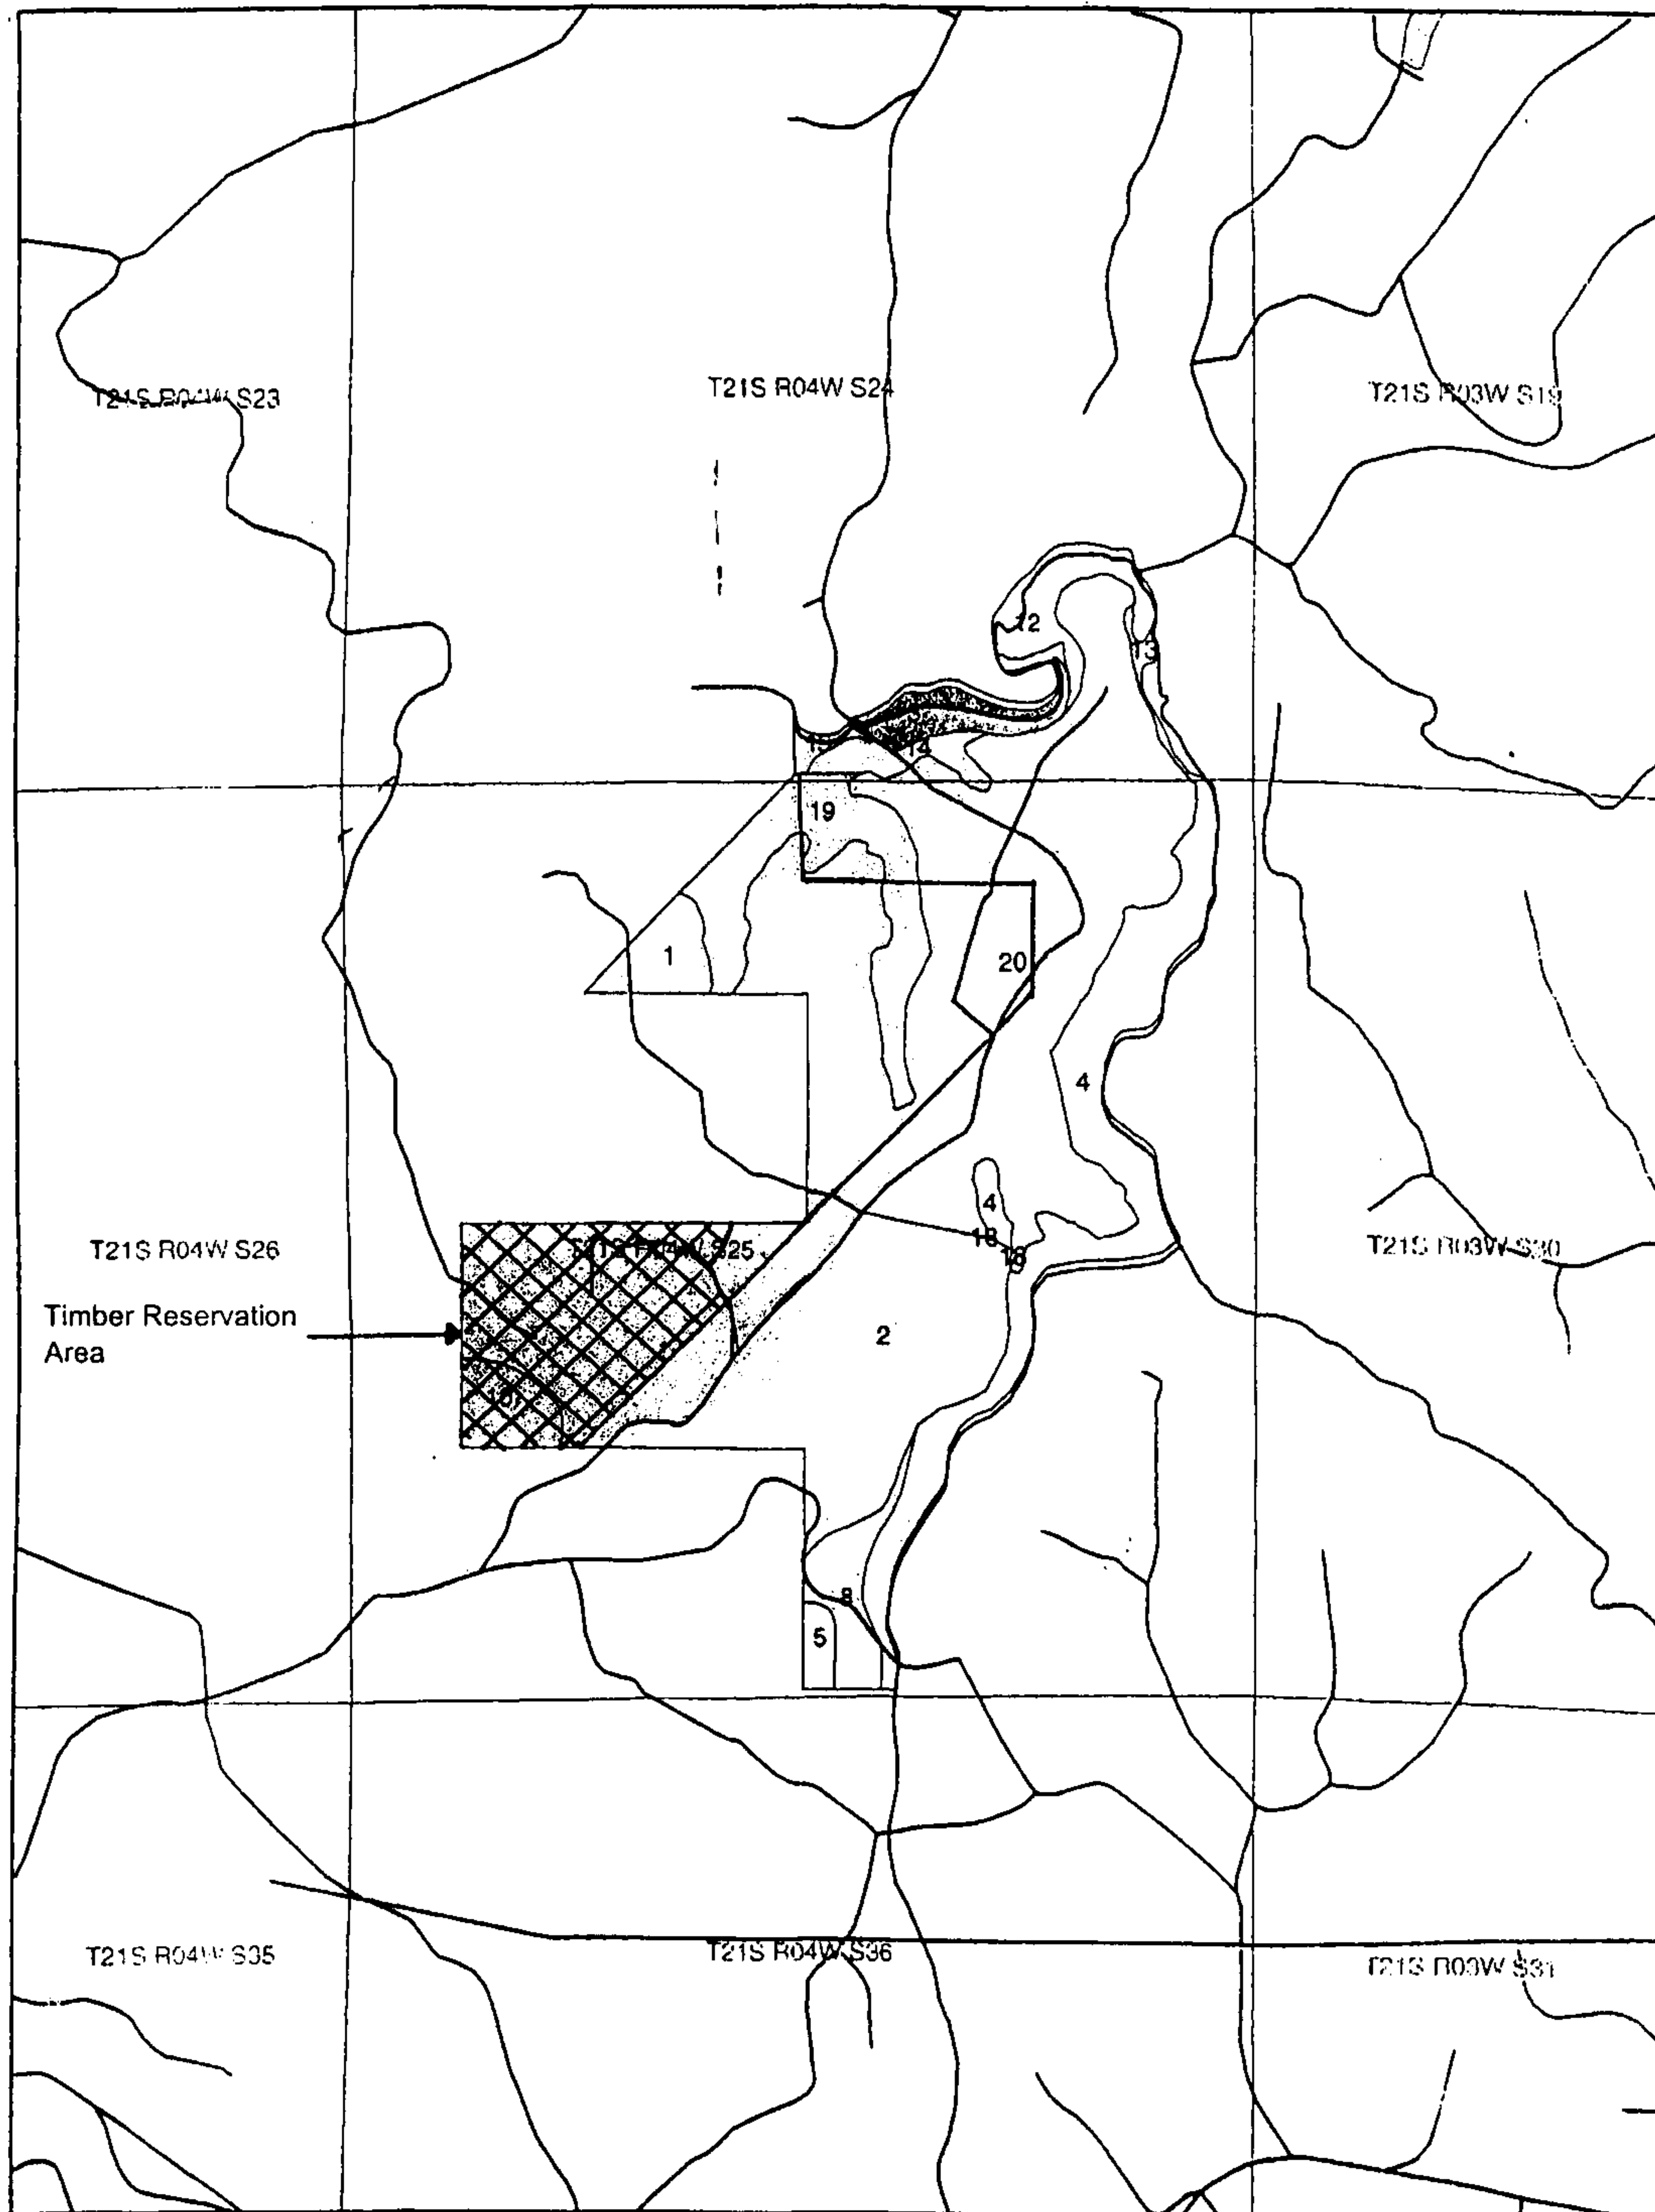 T21S R04W S23
T21S R04W S24
T21S R03W S19
12
13
14
19
1
20
4
4
18
T21S R04W S26
T21S R04W S25
T21S R03W S30
Timber Reservation
Area
2
8
5
T21S R04W S35
T21S R04W S36
T21S R03W S31